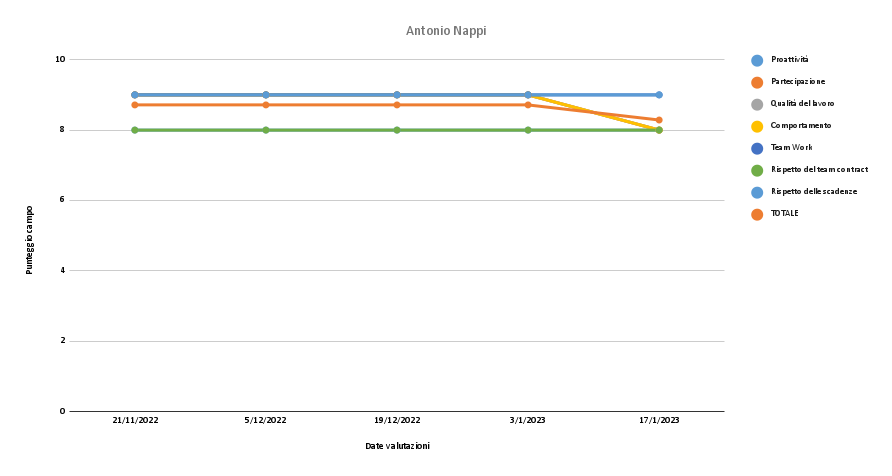 Antonio Nappi
10
8
6
4
2
0
Punteggio campo
21/11/2022
5/12/2022
19/12/2022
3/1/2023
17/1/2023
Date valutazioni
Proattività
Partecipazione
Qualità del lavoro
Comportamento
Team Work
Rispetto del team contract
Rispetto delle scadenze
TOTALE